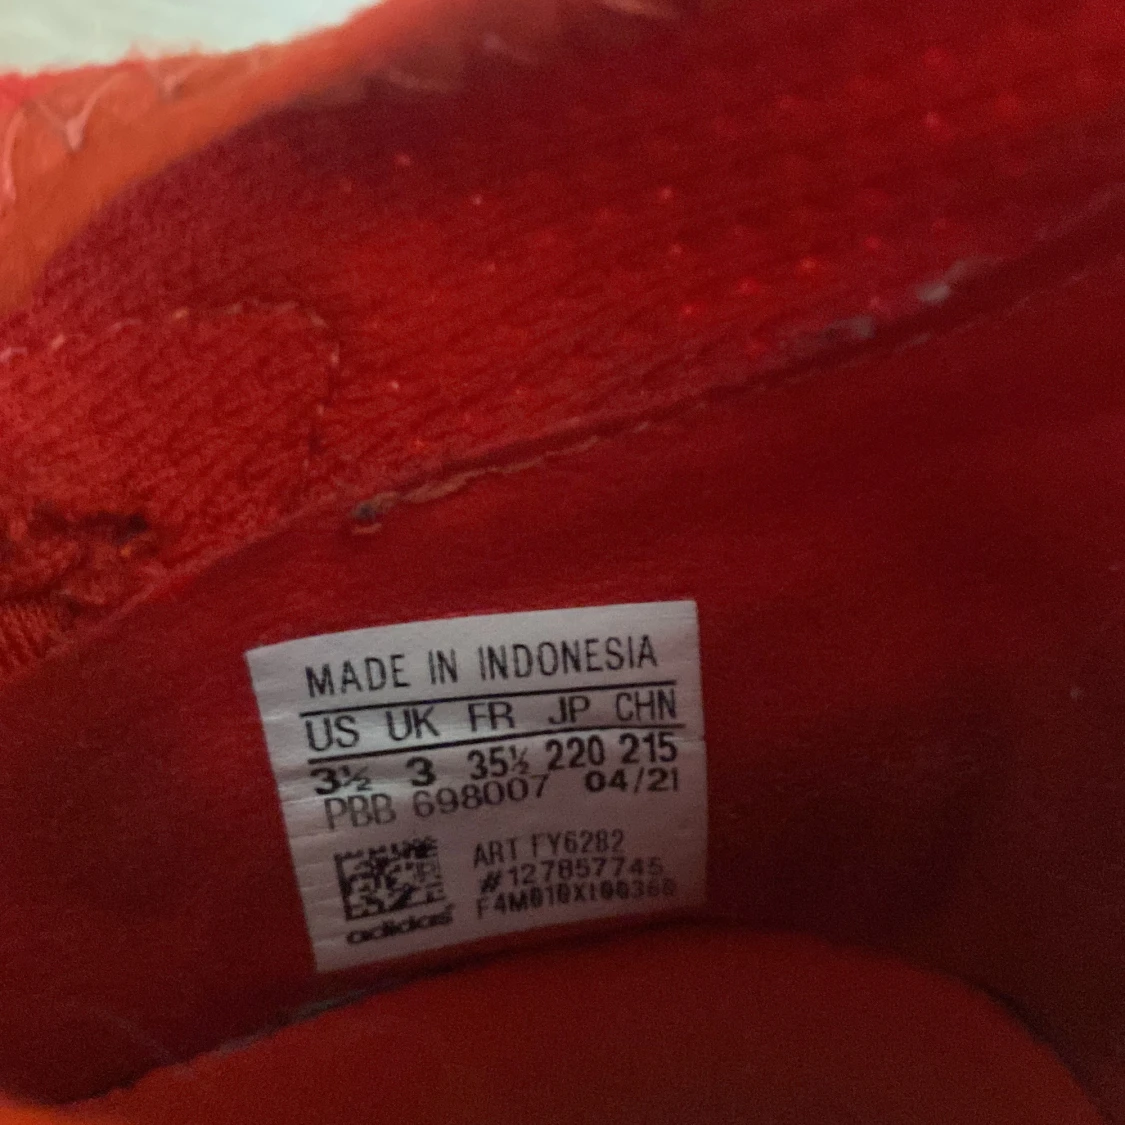 MADE IN INDONESIA
US UK FR JP CHN
3½ 3 35½ 220 215
PBB 698007 04/21
ART FY6282
#127857745
adidas